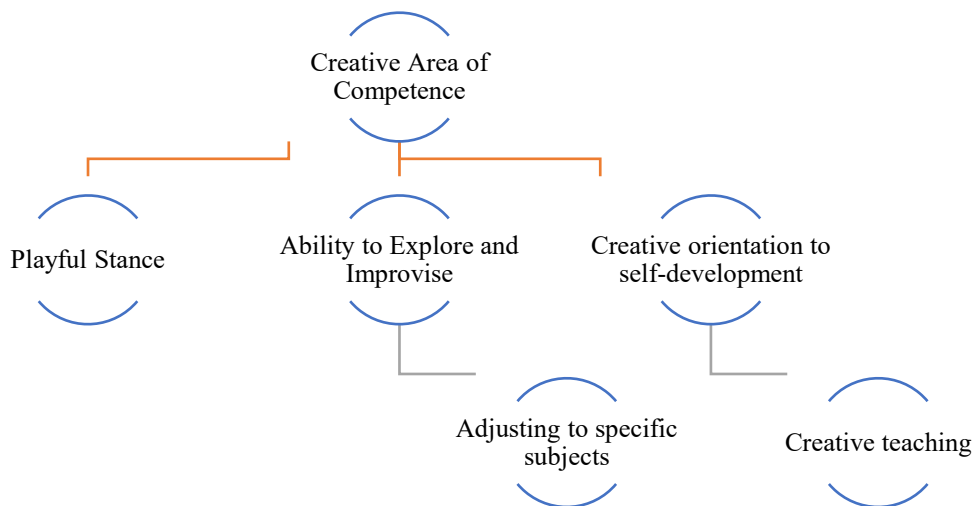 Creative Area of
Competence
Playful Stance
Ability to Explore and
Improvise
Creative orientation to
self-development
Adjusting to specific
subjects
Creative teaching